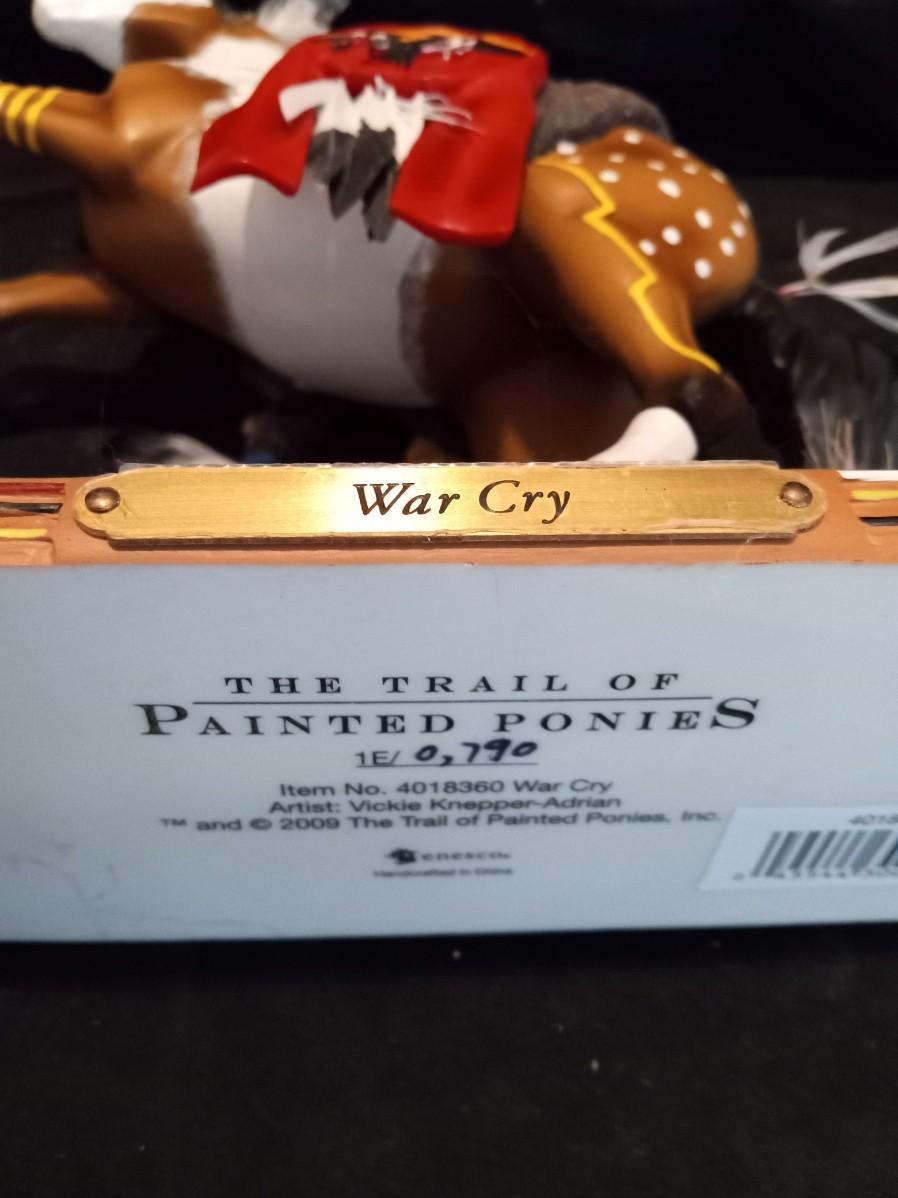 War Cry
THE TRAIL OF
PAINTED PONIES
1E/ 0,790
Item No. 4018360 War Cry
Artist: Vickie Knepper-Adrian
™ and © 2009 The Trail of Painted Ponies, Inc.
enesco.
Handcrafted in China